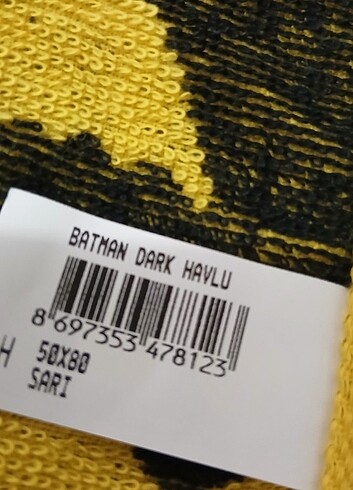 BATMAN DARK HAVLU
8 697353 478123
H 50X80
SARI